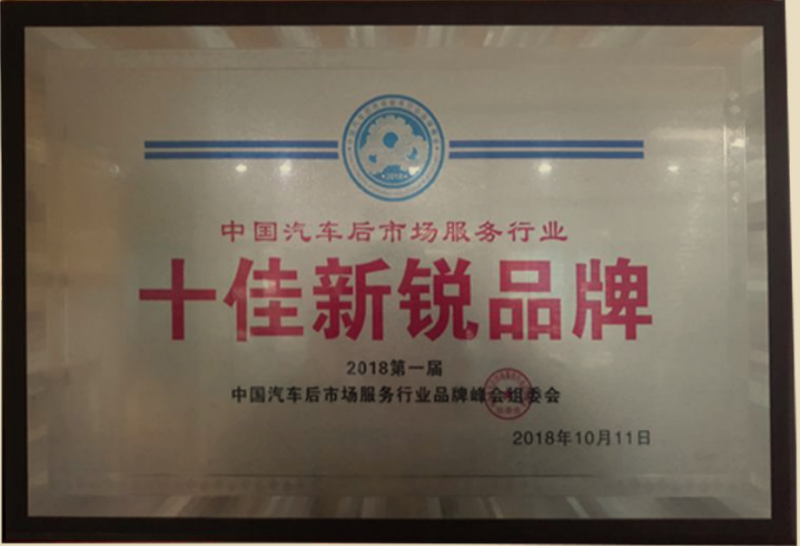 2018
中国汽车后市场服务行业
十佳新锐品牌
2018第一届
中国汽车后市场服务行业品牌峰会组委会
2018年10月11日